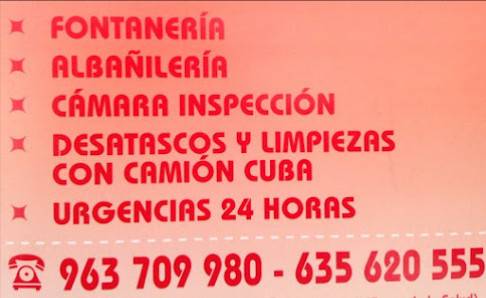 FONTANERÍA
ALBAÑILERÍA
CÁMARA INSPECCIÓN
DESATASCOS Y LIMPIEZAS
CON CAMIÓN CUBA
URGENCIAS 24 HORAS
963 709 980 - 635 620 555